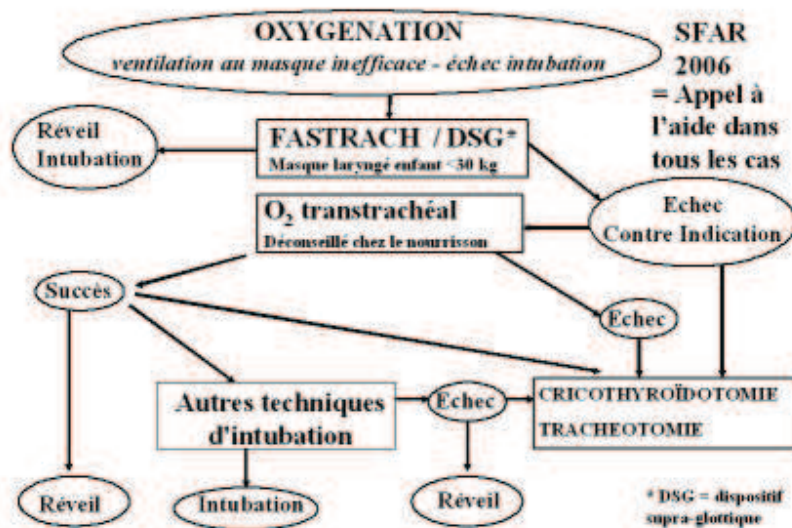 OXYGENATION
ventilation au masque inefficace - échec intubation
SFAR
2006
= Appel à
l'aide dans
tous les cas
Réveil
Intubation
FASTRACH / DSG*
Masque laryngé enfant <30 kg
Echec
Contre Indication
O₂ transtrachéal
Déconseillé chez le nourrisson
Succès
Echec
Autres techniques
d'intubation
Echec
CRICOTHYROÏDOTOMIE
TRACHEOTOMIE
Réveil
Intubation
Réveil
* DSG = dispositif
supra-glottique